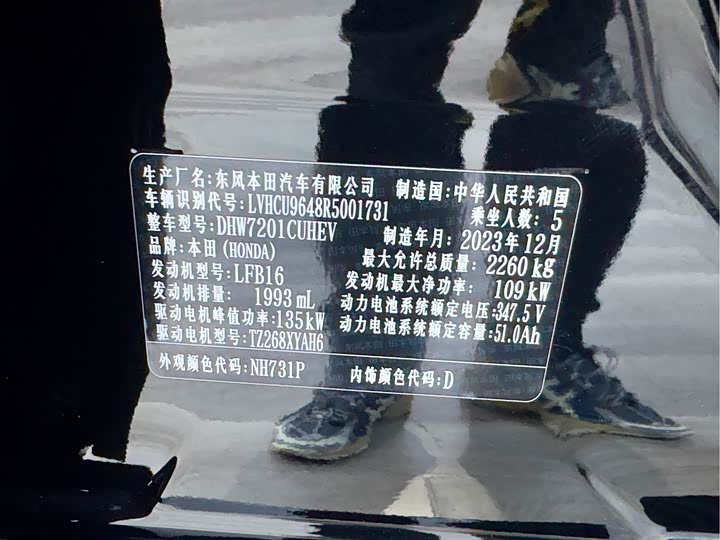 生产厂名:东风本田汽车有限公司 制造国:中华人民共和国
车辆识别代号:LVHCU9648R5001731 乘坐人数: 5
整车型号:DHW7201CUHEV 制造年月: 2023年12月
品牌:本田(HONDA) 最大允许总质量: 2260 kg
发动机型号:LFB16 发动机最大净功率: 109 kW
发动机排量: 1993 mL 动力电池系统额定电压:347.5 V
驱动电机峰值功率:135kW 动力电池系统额定容量:51.0Ah
驱动电机型号:TZ268XYAH6
外观颜色代码:NH731P 内饰颜色代码:D